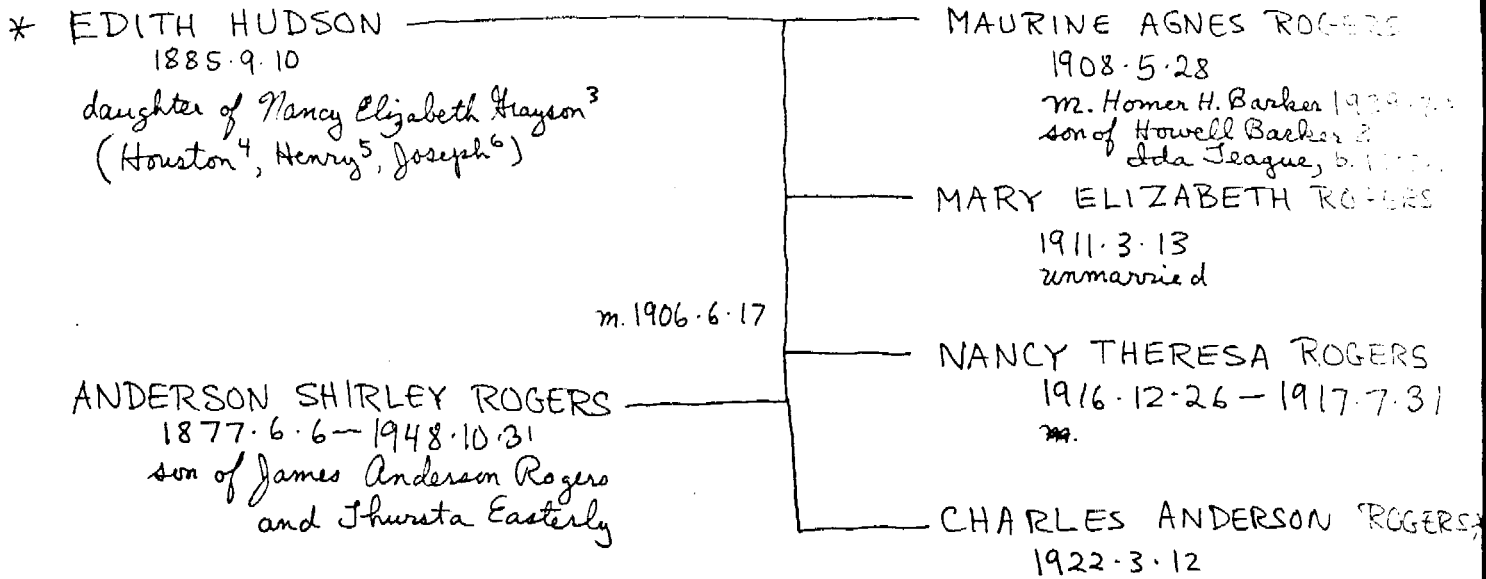 * EDITH HUDSON
1885·9·10
daughter of Nancy Elizabeth Grayson³
(Houston⁴, Henry⁵, Joseph⁶)
m. 1906·6·17
ANDERSON SHIRLEY ROGERS
1877·6·6—1948·10·31
son of James Anderson Rogers
and Thursta Easterly
MAURINE AGNES ROGERS
1908·5·28
m. Homer H. Barker
son of Howell Barker &
Ida Teague, b.
MARY ELIZABETH ROGERS
1911·3·13
unmarried
NANCY THERESA ROGERS
1916·12·26—1917·7·31
m.
CHARLES ANDERSON ROGERS
1922·3·12